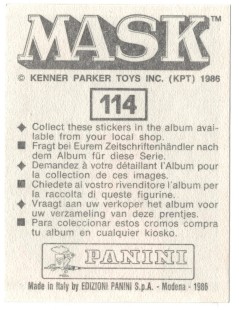 MASK™
© KENNER PARKER TOYS INC. (KPT) 1986
114
◆ Collect these stickers in the album avai-
lable from your local shop.
■ Fragt bei Eurem Zeitschriftenhändler nach
dem Album für diese Serie.
◆ Demandez à votre détaillant l'Album pour
la collection de ces images.
■ Chiedete al vostro rivenditore l'album per
la raccolta di queste figurine.
◆ Vraagt aan uw verkoper het album voor
uw verzameling van deze prentjes.
■ Para coleccionar estos cromos compra
tu album en cualquier kiosko.
PANINI
Made in Italy by EDIZIONI PANINI S.p.A. - Modena - 1986